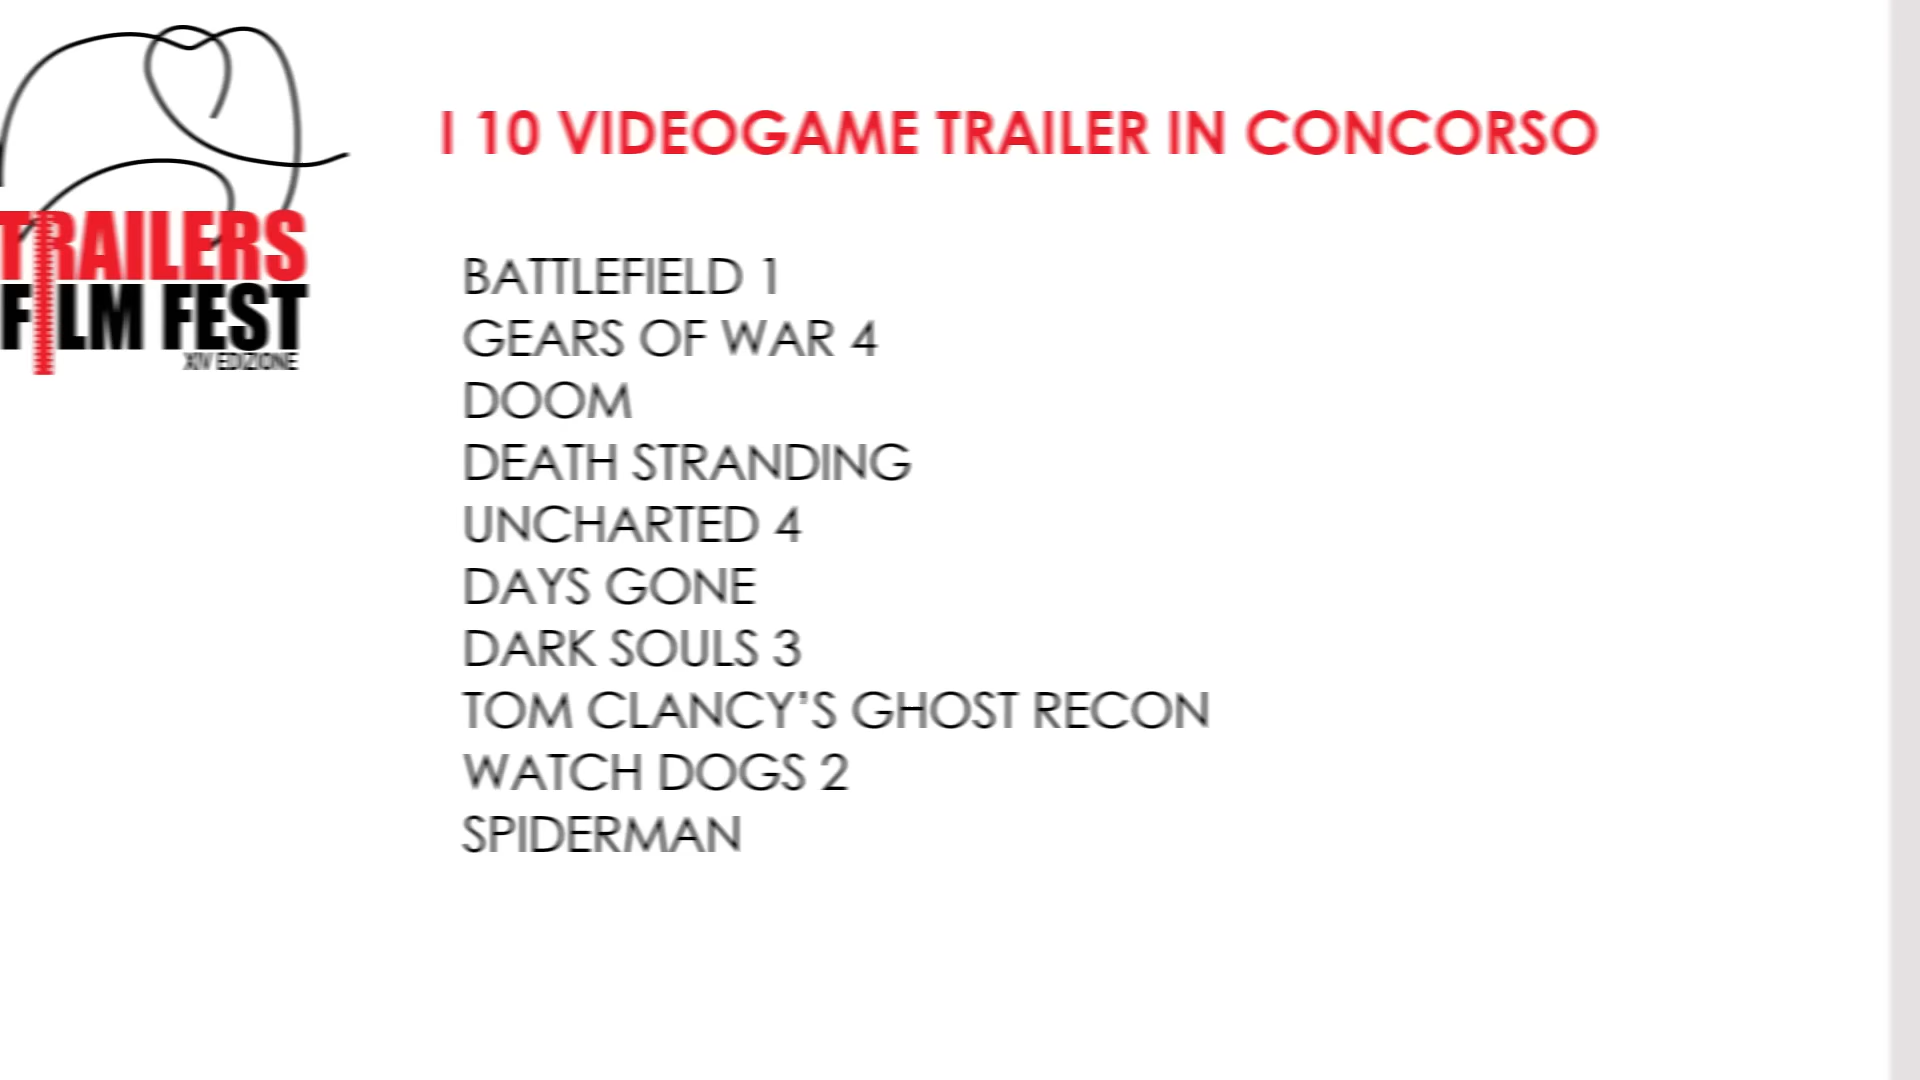 I 10 VIDEOGAME TRAILER IN CONCORSO
TRAILERS
FILM FEST
XIV EDIZIONE
BATTLEFIELD 1
GEARS OF WAR 4
DOOM
DEATH STRANDING
UNCHARTED 4
DAYS GONE
DARK SOULS 3
TOM CLANCY’S GHOST RECON
WATCH DOGS 2
SPIDERMAN